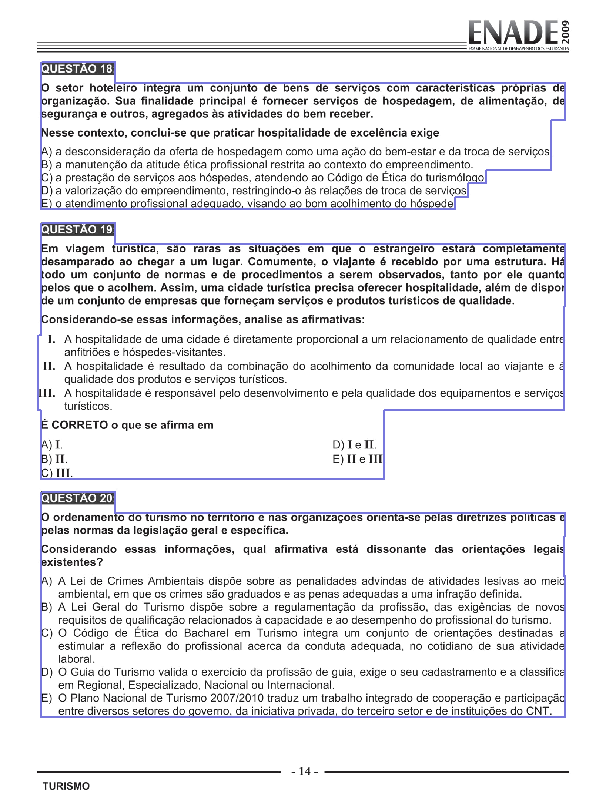 ENADE 2009
EXAME NACIONAL DE DESEMPENHO DOS ESTUDANTES
QUESTÃO 18
O setor hoteleiro integra um conjunto de bens de serviços com características próprias de
organização. Sua finalidade principal é fornecer serviços de hospedagem, de alimentação, de
segurança e outros, agregados às atividades do bem receber.
Nesse contexto, conclui-se que praticar hospitalidade de excelência exige
A) a desconsideração da oferta de hospedagem como uma ação do bem-estar e da troca de serviços.
B) a manutenção da atitude ética profissional restrita ao contexto do empreendimento.
C) a prestação de serviços aos hóspedes, atendendo ao Código de Ética do turismólogo.
D) a valorização do empreendimento, restringindo-o às relações de troca de serviços.
E) o atendimento profissional adequado, visando ao bom acolhimento do hóspede.
QUESTÃO 19
Em viagem turística, são raras as situações em que o estrangeiro estará completamente
desamparado ao chegar a um lugar. Comumente, o viajante é recebido por uma estrutura. Há
todo um conjunto de normas e de procedimentos a serem observados, tanto por ele quanto
pelos que o acolhem. Assim, uma cidade turística precisa oferecer hospitalidade, além de dispor
de um conjunto de empresas que forneçam serviços e produtos turísticos de qualidade.
Considerando-se essas informações, analise as afirmativas:
I. A hospitalidade de uma cidade é diretamente proporcional a um relacionamento de qualidade entre
anfitriões e hóspedes-visitantes.
II. A hospitalidade é resultado da combinação do acolhimento da comunidade local ao viajante e à
qualidade dos produtos e serviços turísticos.
III. A hospitalidade é responsável pelo desenvolvimento e pela qualidade dos equipamentos e serviços
turísticos.
É CORRETO o que se afirma em
A) I. D) I e II.
B) II. E) II e III
C) III.
QUESTÃO 20
O ordenamento do turismo no território e nas organizações orienta-se pelas diretrizes políticas e
pelas normas da legislação geral e específica.
Considerando essas informações, qual afirmativa está dissonante das orientações legais
existentes?
A) A Lei de Crimes Ambientais dispõe sobre as penalidades advindas de atividades lesivas ao meio
ambiental, em que os crimes são graduados e as penas adequadas a uma infração definida.
B) A Lei Geral do Turismo dispõe sobre a regulamentação da profissão, das exigências de novos
requisitos de qualificação relacionados à capacidade e ao desempenho do profissional do turismo.
C) O Código de Ética do Bacharel em Turismo integra um conjunto de orientações destinadas a
estimular a reflexão do profissional acerca da conduta adequada, no cotidiano de sua atividade
laboral.
D) O Guia do Turismo valida o exercício da profissão de guia, exige o seu cadastramento e a classifica
em Regional, Especializado, Nacional ou Internacional.
E) O Plano Nacional de Turismo 2007/2010 traduz um trabalho integrado de cooperação e participação
entre diversos setores do governo, da iniciativa privada, do terceiro setor e de instituições do CNT.
- 14 -
TURISMO